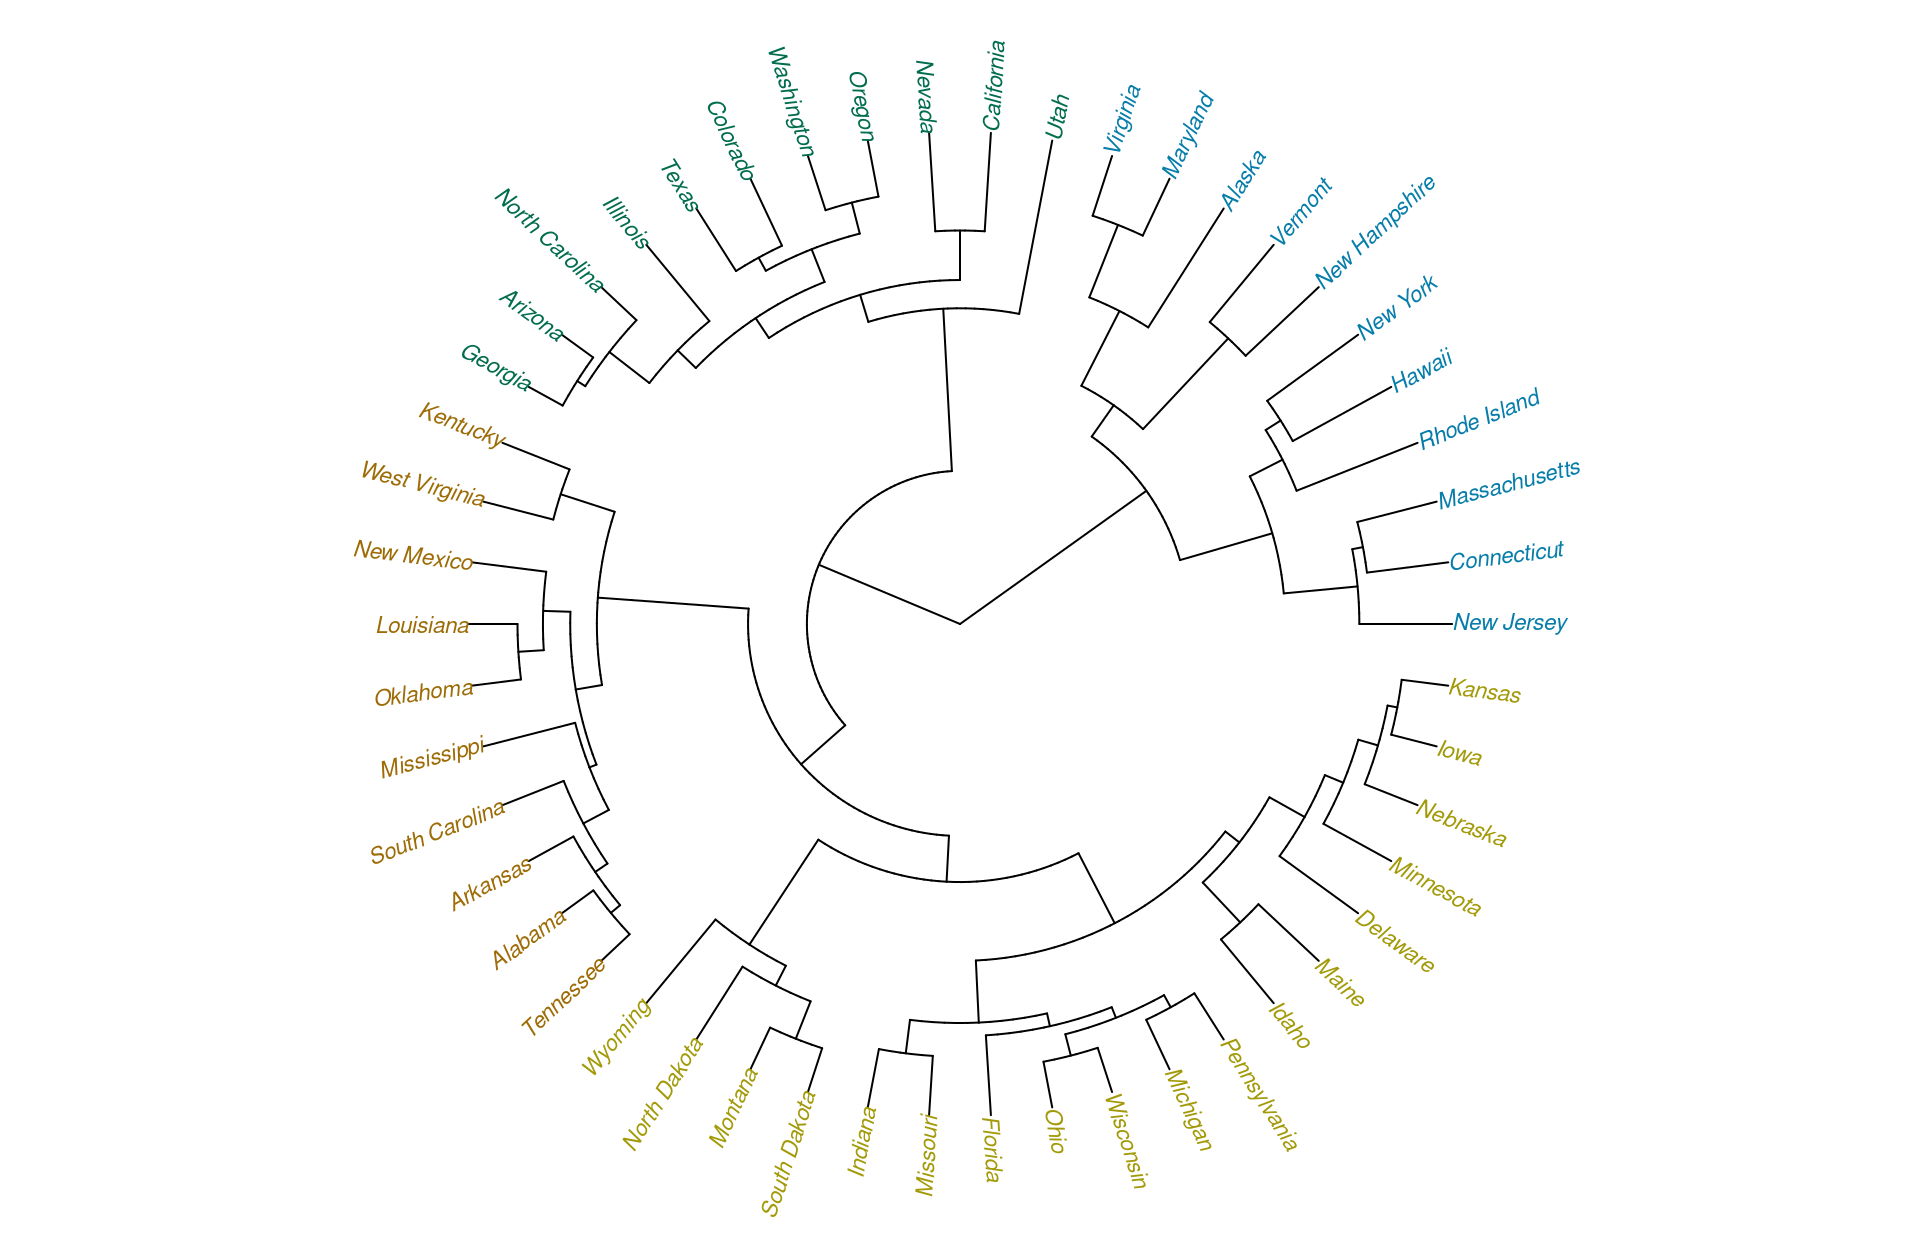 Washington
Oregon
Nevada
California
Utah
Virginia
Maryland
Alaska
Vermont
New Hampshire
New York
Hawaii
Rhode Island
Massachusetts
Connecticut
New Jersey
Kansas
Iowa
Nebraska
Minnesota
Delaware
Maine
Idaho
Pennsylvania
Michigan
Wisconsin
Ohio
Florida
Missouri
Indiana
South Dakota
Montana
North Dakota
Wyoming
Tennessee
Alabama
Arkansas
South Carolina
Mississippi
Oklahoma
Louisiana
New Mexico
West Virginia
Kentucky
Georgia
Arizona
North Carolina
Illinois
Texas
Colorado